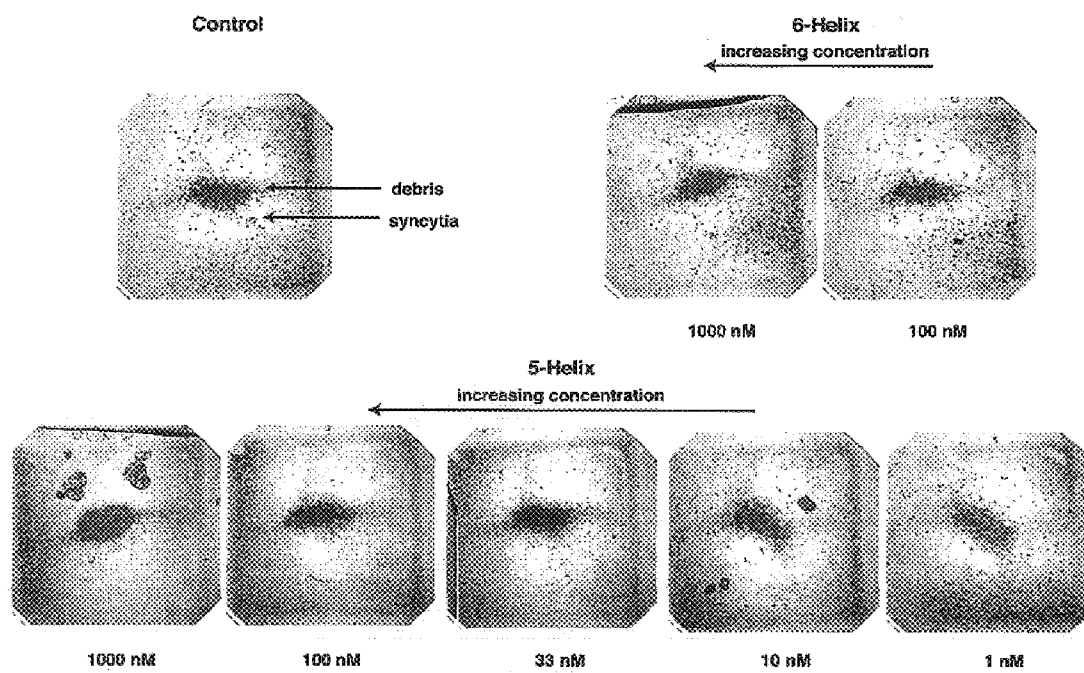 Control
6-Helix
increasing concentration
debris
syncytia
1000 nM
100 nM
5-Helix
increasing concentration
1000 nM
100 nM
33 nM
10 nM
1 nM